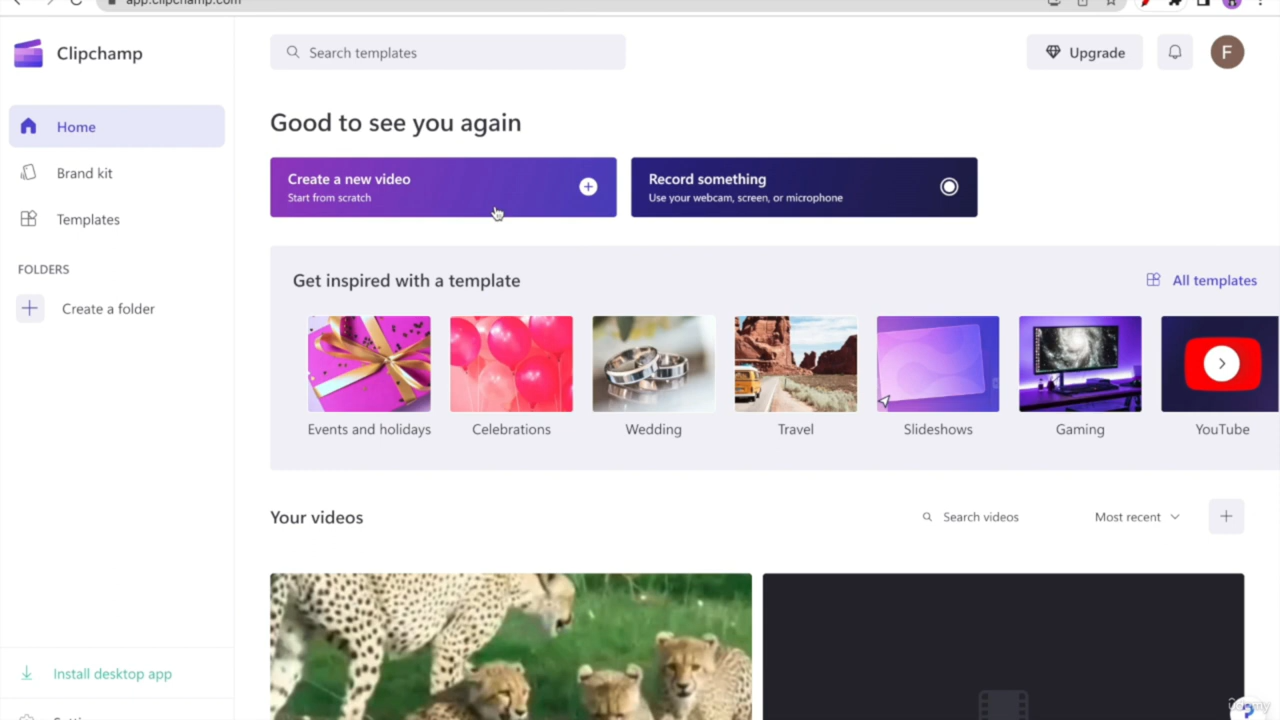 app.clipchamp.com
Clipchamp
Search templates
Upgrade
F
Home
Brand kit
Templates
FOLDERS
Create a folder
Install desktop app
Good to see you again
Create a new video
Start from scratch
Record something
Use your webcam, screen, or microphone
Get inspired with a template
All templates
Events and holidays
Celebrations
Wedding
Travel
Slideshows
Gaming
YouTube
Your videos
Search videos
Most recent
udemy